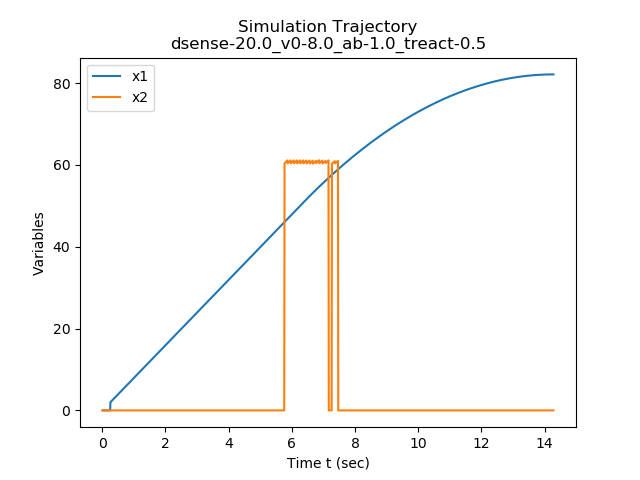 Simulation Trajectory
dsense-20.0_v0-8.0_ab-1.0_treact-0.5
x1
x2
Variables
80
60
40
20
0
0 2 4 6 8 10 12 14
Time t (sec)